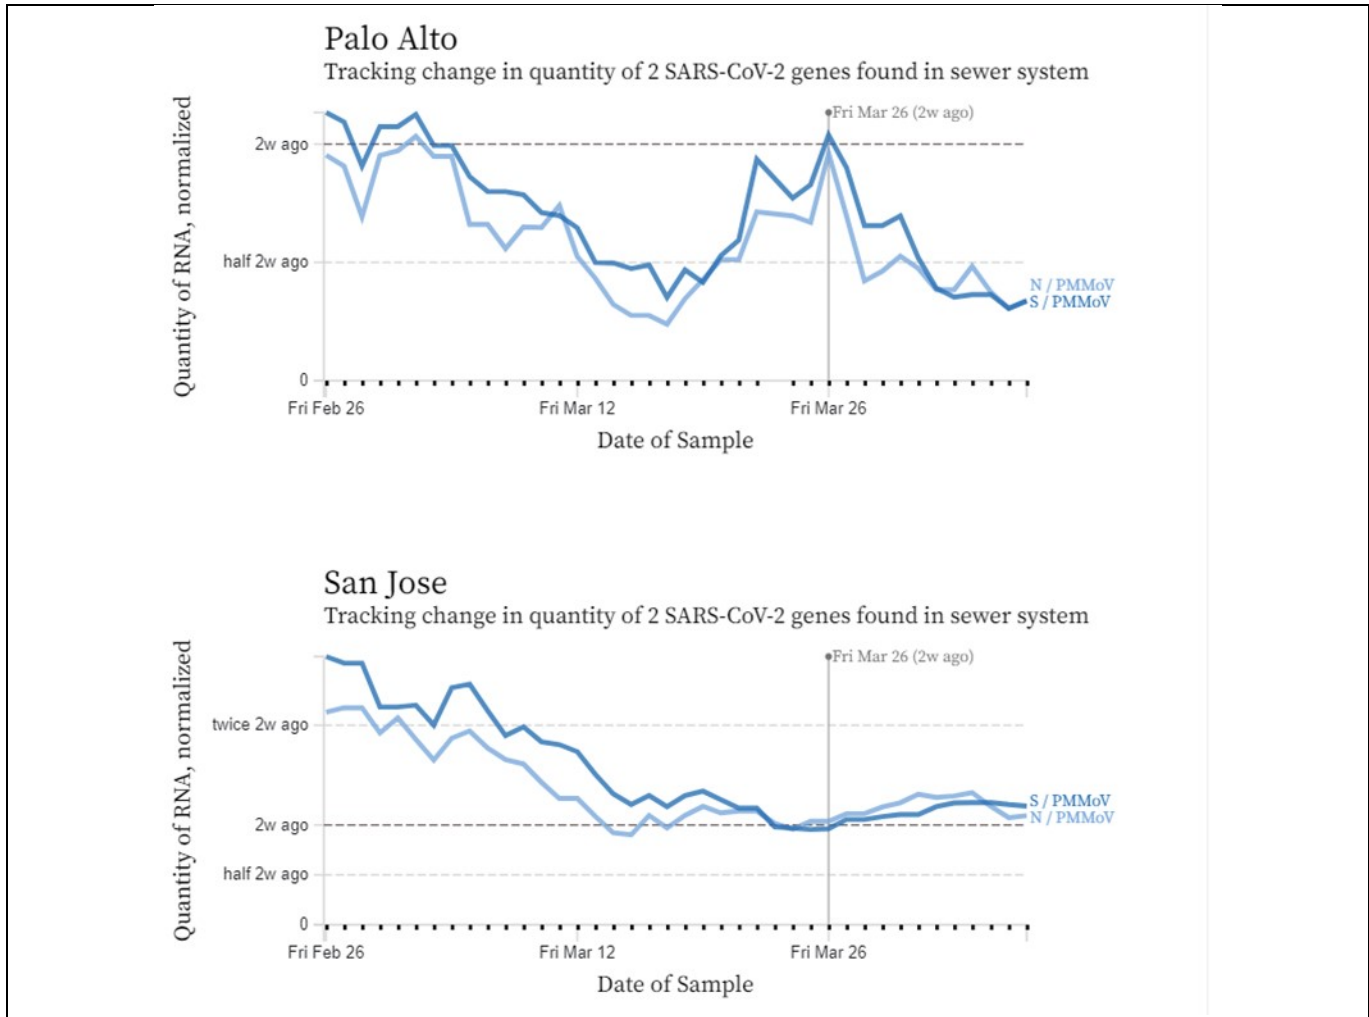 Palo Alto
Tracking change in quantity of 2 SARS-CoV-2 genes found in sewer system
Quantity of RNA, normalized
Fri Mar 26 (2w ago)
2w ago
half 2w ago
0
N / PMMoV
S / PMMoV
Fri Feb 26
Fri Mar 12
Fri Mar 26
Date of Sample
San Jose
Tracking change in quantity of 2 SARS-CoV-2 genes found in sewer system
Quantity of RNA, normalized
Fri Mar 26 (2w ago)
twice 2w ago
2w ago
half 2w ago
0
S / PMMoV
N / PMMoV
Fri Feb 26
Fri Mar 12
Fri Mar 26
Date of Sample